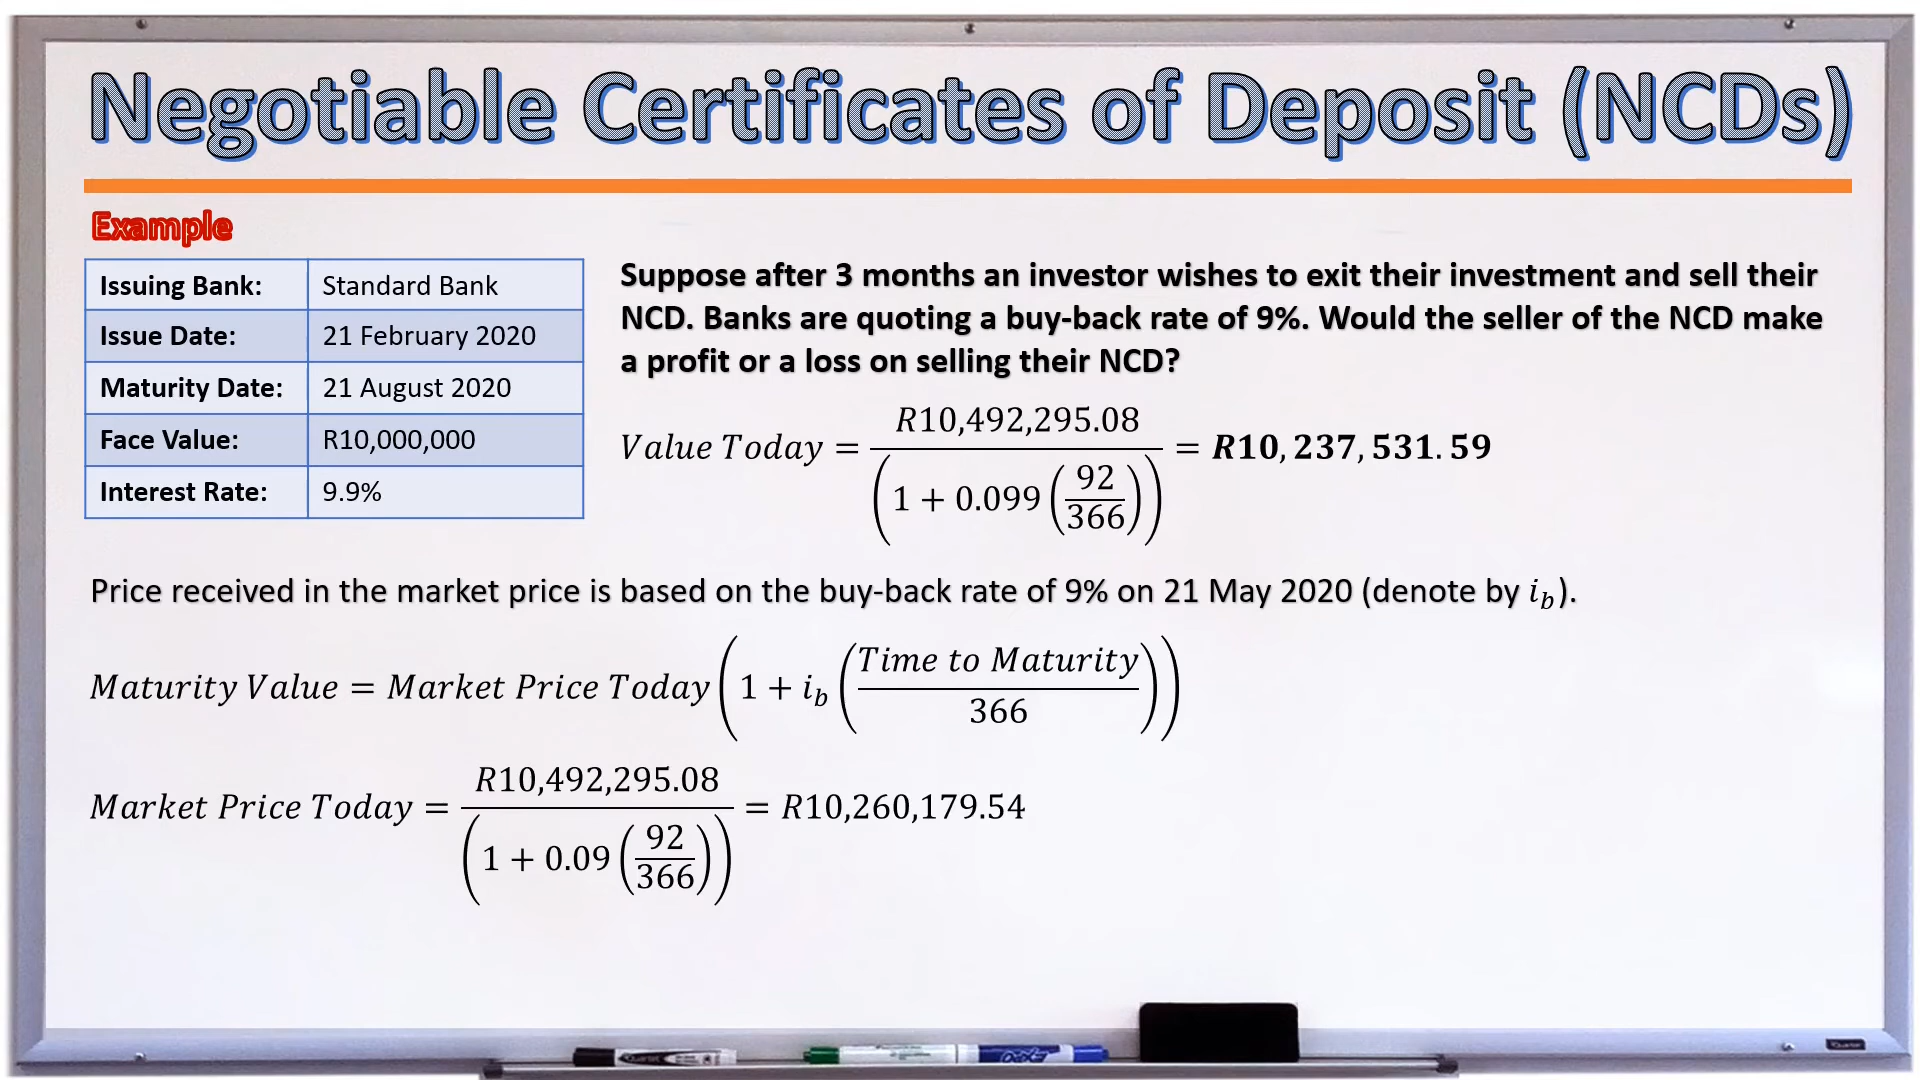 Negotiable Certificates of Deposit (NCDs)
Example
Issuing Bank: Standard Bank
Issue Date: 21 February 2020
Maturity Date: 21 August 2020
Face Value: R10,000,000
Interest Rate: 9.9%
Suppose after 3 months an investor wishes to exit their investment and sell their
NCD. Banks are quoting a buy-back rate of 9%. Would the seller of the NCD make
a profit or a loss on selling their NCD?
Value Today = R10,492,295.08 / (1 + 0.099 (92/366)) = R10,237,531.59
Price received in the market price is based on the buy-back rate of 9% on 21 May 2020 (denote by i_b).
Maturity Value = Market Price Today (1 + i_b (Time to Maturity/366))
Market Price Today = R10,492,295.08 / (1 + 0.09 (92/366)) = R10,260,179.54
Quartet